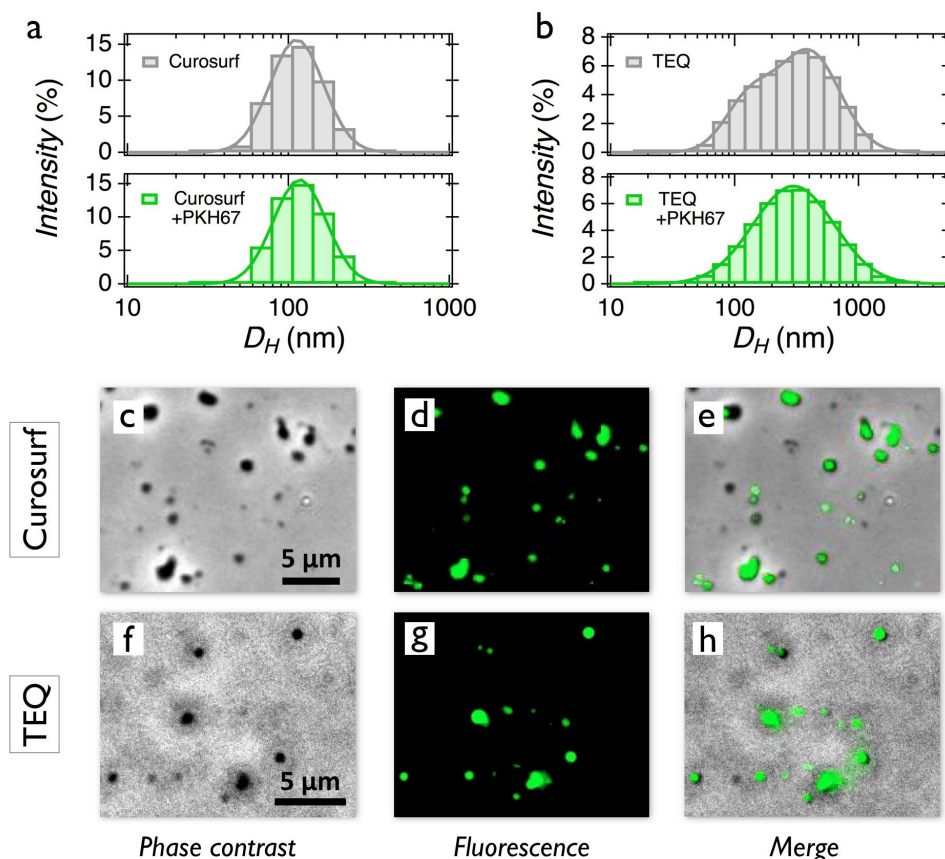 a
b
15
10
5
0
Intensity (%)
Curosurf
15
10
5
0
Curosurf
+PKH67
10
100
1000
D_H (nm)
8
6
4
2
0
Intensity (%)
TEQ
8
6
4
2
0
TEQ
+PKH67
10
100
1000
D_H (nm)
Curosurf
c
5 µm
d
e
TEQ
f
5 µm
g
h
Phase contrast
Fluorescence
Merge